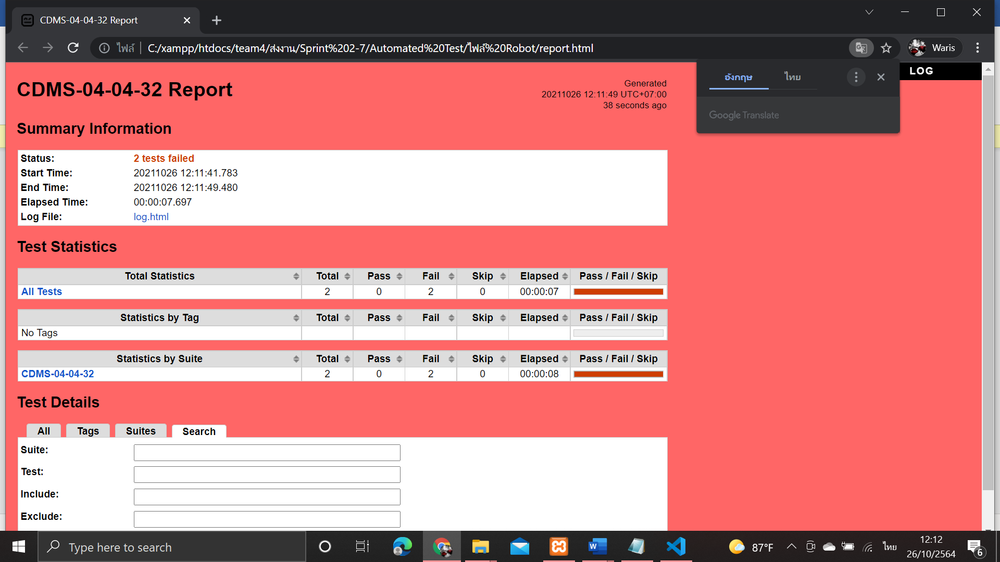 CDMS-04-04-32 Report
ไฟล์ C:/xampp/htdocs/team4/ส่งงาน/Sprint%202-7/Automated%20Test/ไฟล์%20Robot/report.html
Waris
อังกฤษ ไทย
Google Translate
LOG
CDMS-04-04-32 Report
Generated
20211026 12:11:49 UTC+07:00
38 seconds ago
Summary Information
Status: 2 tests failed
Start Time: 20211026 12:11:41.783
End Time: 20211026 12:11:49.480
Elapsed Time: 00:00:07.697
Log File: log.html
Test Statistics
Total Statistics Total Pass Fail Skip Elapsed Pass / Fail / Skip
All Tests 2 0 2 0 00:00:07
Statistics by Tag Total Pass Fail Skip Elapsed Pass / Fail / Skip
No Tags
Statistics by Suite Total Pass Fail Skip Elapsed Pass / Fail / Skip
CDMS-04-04-32 2 0 2 0 00:00:08
Test Details
All Tags Suites Search
Suite:
Test:
Include:
Exclude:
Type here to search
W
87°F
ไทย
12:12
26/10/2564
6